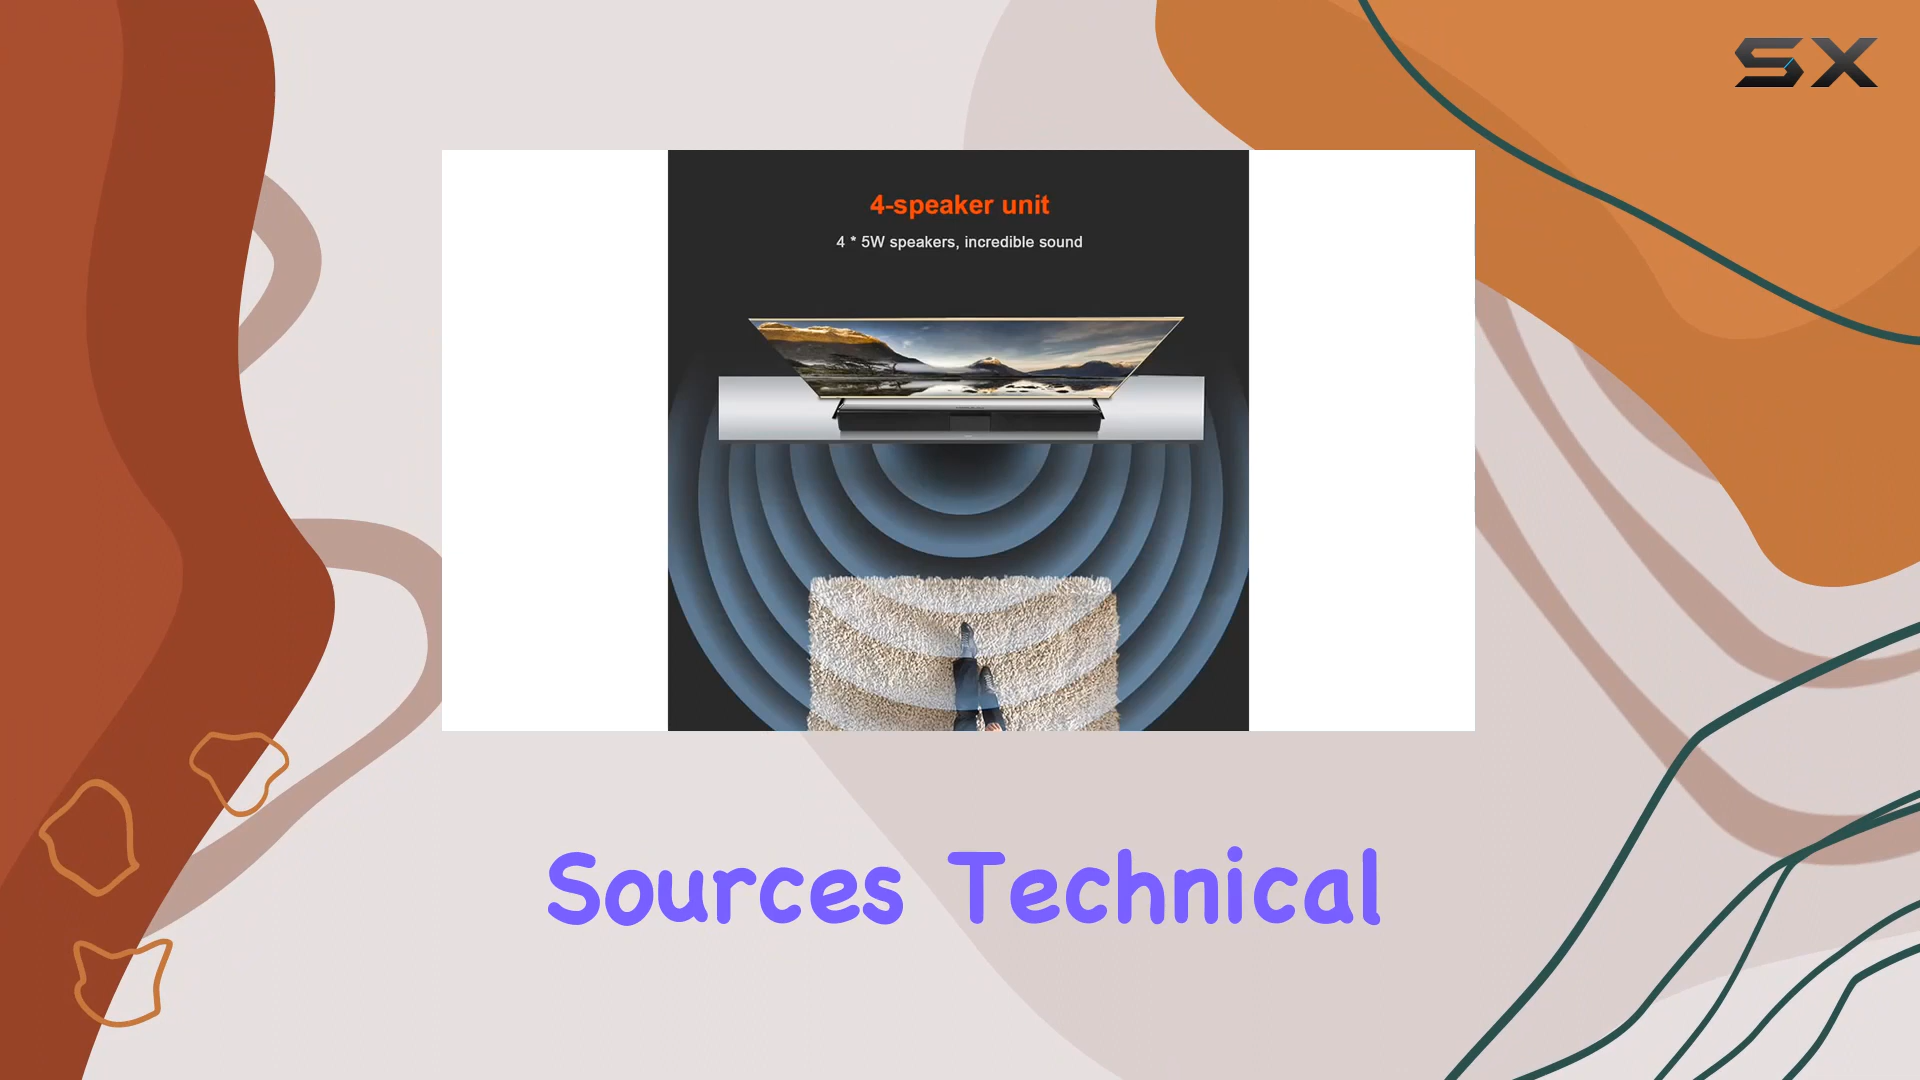 SX
4-speaker unit
4 * 5W speakers, incredible sound
Sources Technical